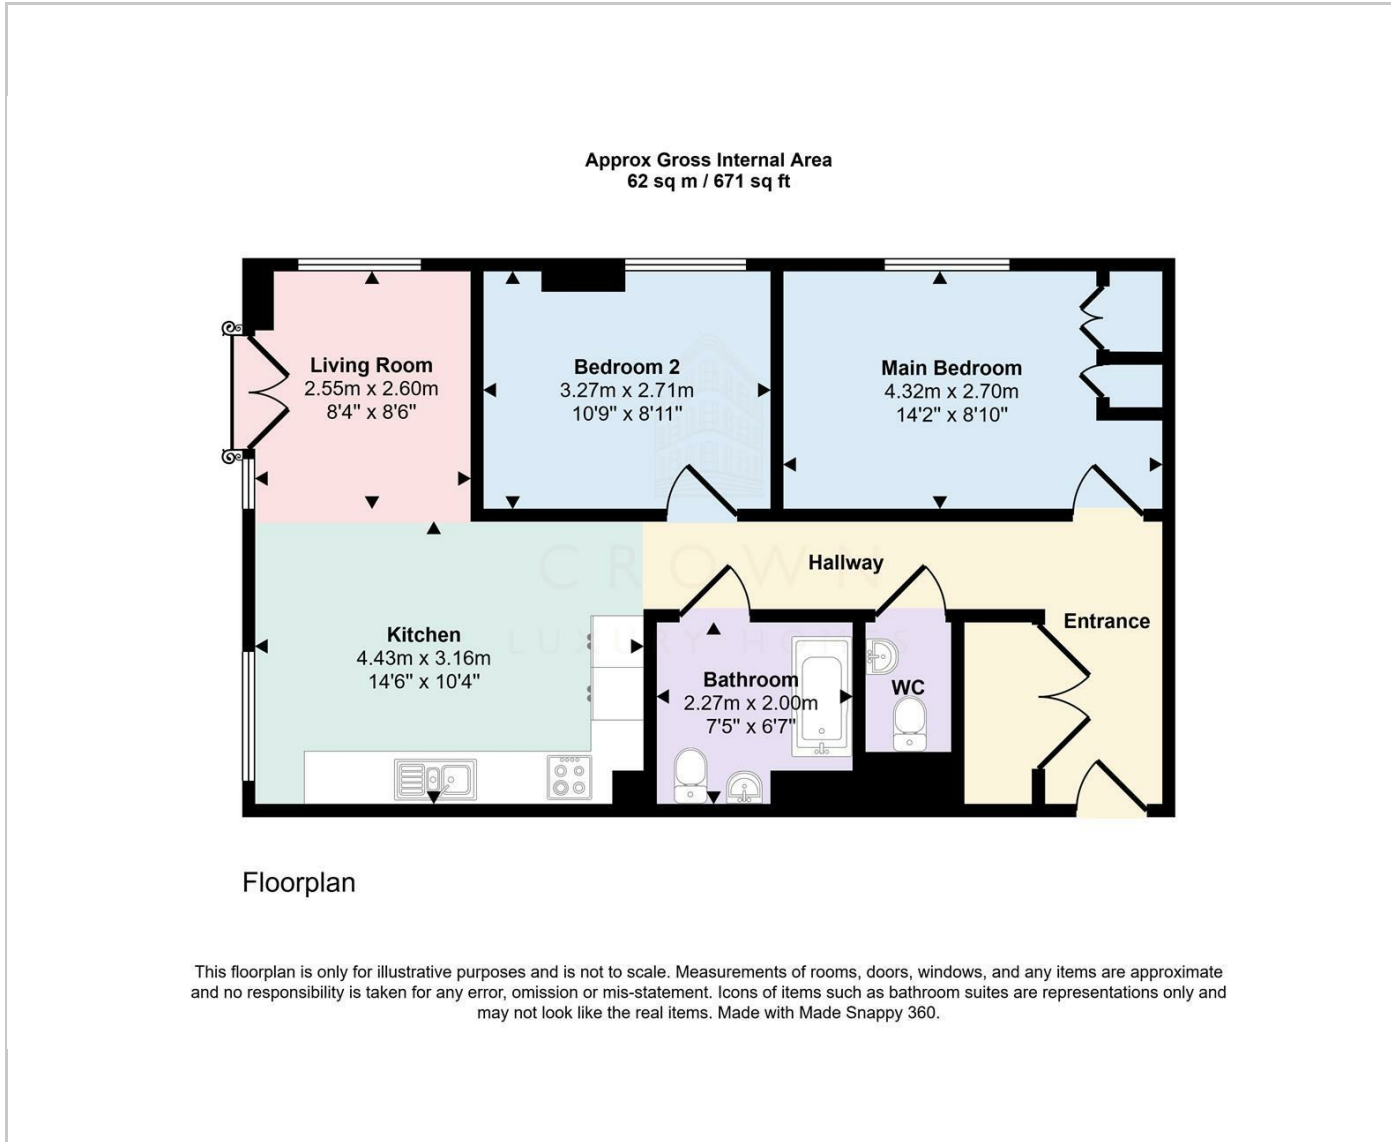 Approx Gross Internal Area
62 sq m / 671 sq ft
Living Room
2.55m x 2.60m
8'4" x 8'6"
Bedroom 2
3.27m x 2.71m
10'9" x 8'11"
Main Bedroom
4.32m x 2.70m
14'2" x 8'10"
Hallway
CROWN
LUXURY HOMES
Entrance
Kitchen
4.43m x 3.16m
14'6" x 10'4"
Bathroom
2.27m x 2.00m
7'5" x 6'7"
WC
Floorplan
This floorplan is only for illustrative purposes and is not to scale. Measurements of rooms, doors, windows, and any items are approximate
and no responsibility is taken for any error, omission or mis-statement. Icons of items such as bathroom suites are representations only and
may not look like the real items. Made with Made Snappy 360.